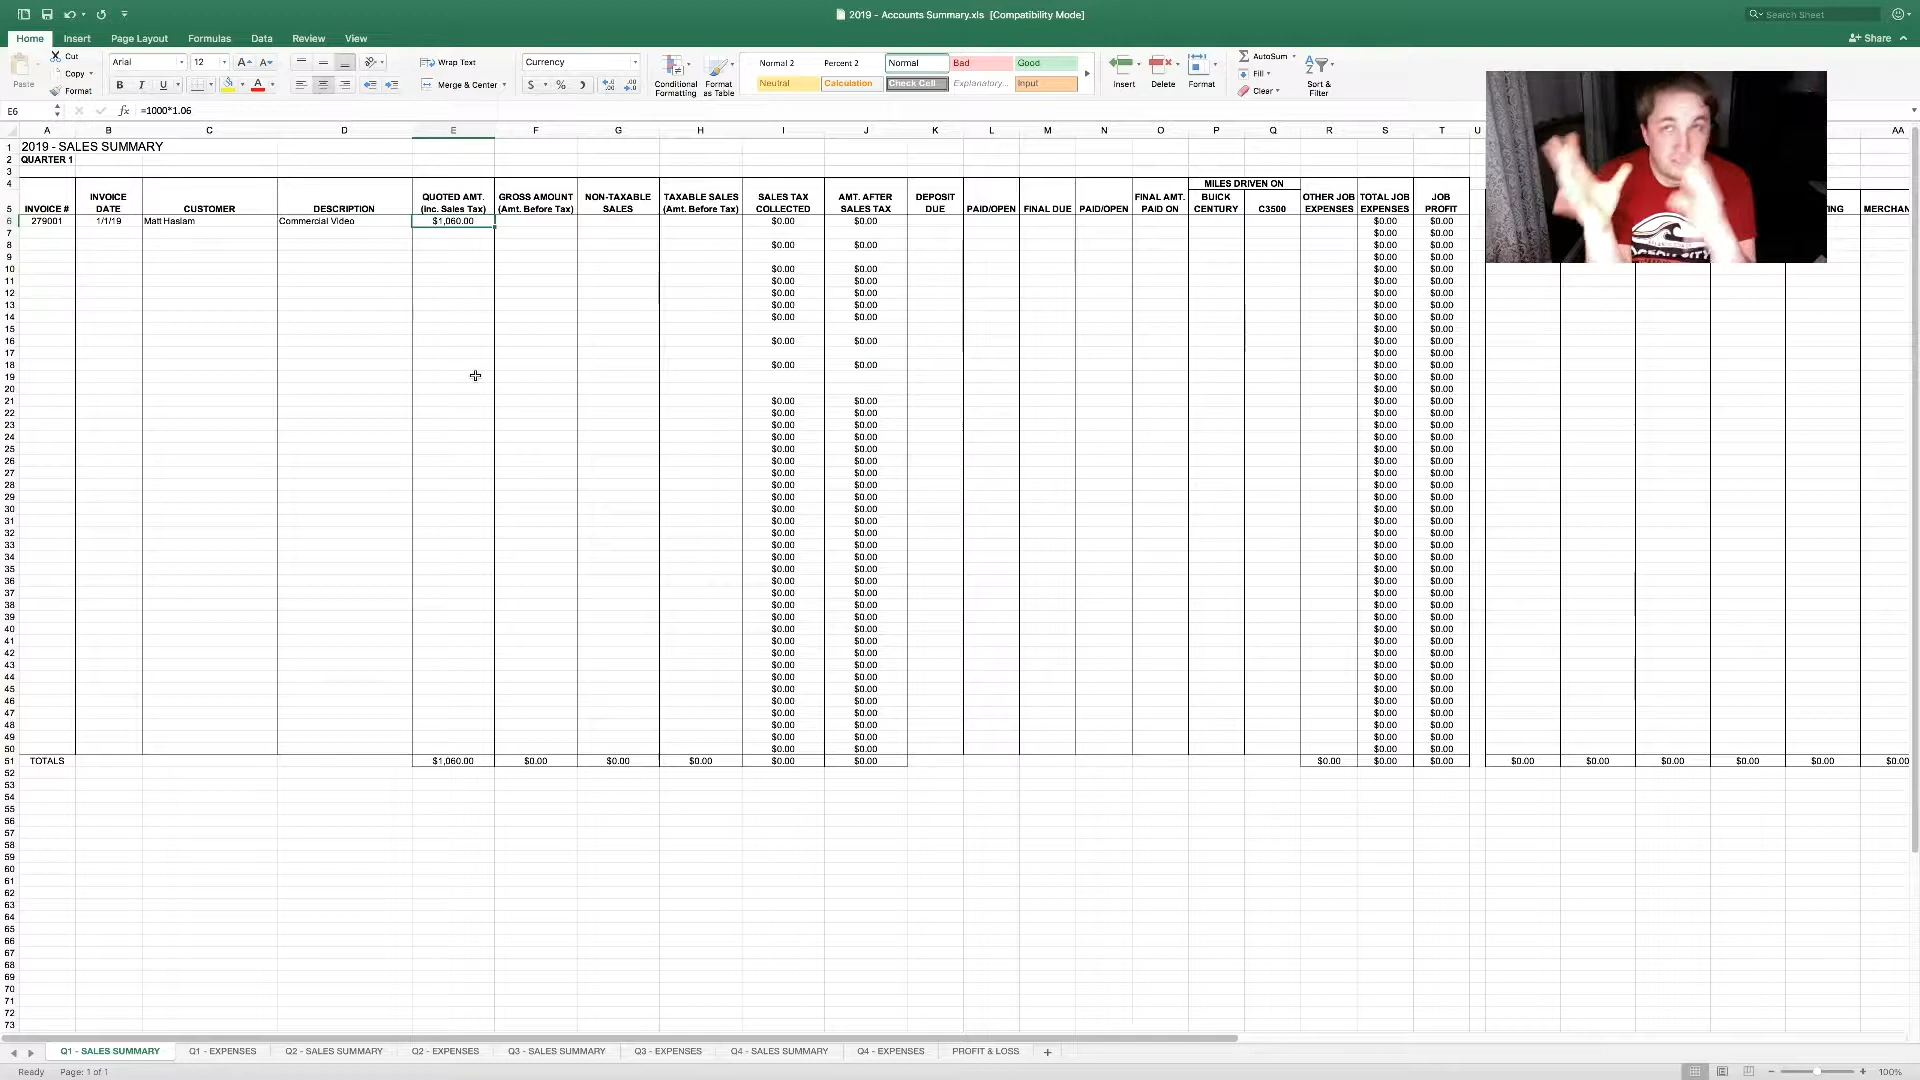 2019 - Accounts Summary.xls [Compatibility Mode]
Search Sheet
Home Insert Page Layout Formulas Data Review View
Share
Paste
Cut
Copy
Format
Arial 12
B I U
Wrap Text
Merge & Center
Currency
$ % )
Conditional Formatting
Format as Table
Normal 2 Percent 2 Normal Bad Good
Neutral Calculation Check Cell Explanatory... Input
Insert Delete Format
AutoSum
Fill
Clear
Sort & Filter
E6 fx =1000*1.06
A B C D E F G H I J K L M N O P Q R S T U AA
1 2019 - SALES SUMMARY
2 QUARTER 1
3
4 MILES DRIVEN ON
5 INVOICE # INVOICE DATE CUSTOMER DESCRIPTION QUOTED AMT. (inc. Sales Tax) GROSS AMOUNT (Amt. Before Tax) NON-TAXABLE SALES TAXABLE SALES (Amt. Before Tax) SALES TAX COLLECTED AMT. AFTER SALES TAX DEPOSIT DUE PAID/OPEN FINAL DUE PAID/OPEN FINAL AMT. PAID ON BUICK CENTURY C3500 OTHER JOB EXPENSES TOTAL JOB EXPENSES JOB PROFIT TING MERCHAN
6 279001 1/1/19 Matt Haslam Commercial Video $1,060.00 $0.00 $0.00 $0.00 $0.00
7 $0.00 $0.00
8 $0.00 $0.00 $0.00 $0.00
9 $0.00 $0.00
10 $0.00 $0.00 $0.00 $0.00
11 $0.00 $0.00 $0.00 $0.00
12 $0.00 $0.00 $0.00 $0.00
13 $0.00 $0.00 $0.00 $0.00
14 $0.00 $0.00 $0.00 $0.00
15 $0.00 $0.00
16 $0.00 $0.00 $0.00 $0.00
17 $0.00 $0.00
18 $0.00 $0.00 $0.00 $0.00
19 $0.00 $0.00
20 $0.00 $0.00
21 $0.00 $0.00 $0.00 $0.00
22 $0.00 $0.00 $0.00 $0.00
23 $0.00 $0.00 $0.00 $0.00
24 $0.00 $0.00 $0.00 $0.00
25 $0.00 $0.00 $0.00 $0.00
26 $0.00 $0.00 $0.00 $0.00
27 $0.00 $0.00 $0.00 $0.00
28 $0.00 $0.00 $0.00 $0.00
29 $0.00 $0.00 $0.00 $0.00
30 $0.00 $0.00 $0.00 $0.00
31 $0.00 $0.00 $0.00 $0.00
32 $0.00 $0.00 $0.00 $0.00
33 $0.00 $0.00 $0.00 $0.00
34 $0.00 $0.00 $0.00 $0.00
35 $0.00 $0.00 $0.00 $0.00
36 $0.00 $0.00 $0.00 $0.00
37 $0.00 $0.00 $0.00 $0.00
38 $0.00 $0.00 $0.00 $0.00
39 $0.00 $0.00 $0.00 $0.00
40 $0.00 $0.00 $0.00 $0.00
41 $0.00 $0.00 $0.00 $0.00
42 $0.00 $0.00 $0.00 $0.00
43 $0.00 $0.00 $0.00 $0.00
44 $0.00 $0.00 $0.00 $0.00
45 $0.00 $0.00 $0.00 $0.00
46 $0.00 $0.00 $0.00 $0.00
47 $0.00 $0.00 $0.00 $0.00
48 $0.00 $0.00 $0.00 $0.00
49 $0.00 $0.00 $0.00 $0.00
50 $0.00 $0.00 $0.00 $0.00
51 TOTALS $1,060.00 $0.00 $0.00 $0.00 $0.00 $0.00 $0.00 $0.00 $0.00 $0.00 $0.00 $0.00 $0.00 $0.00 $0.00
52
53
54
55
56
57
58
59
60
61
62
63
64
65
66
67
68
69
70
71
72
73
Q1 - SALES SUMMARY Q1 - EXPENSES Q2 - SALES SUMMARY Q2 - EXPENSES Q3 - SALES SUMMARY Q3 - EXPENSES Q4 - SALES SUMMARY Q4 - EXPENSES PROFIT & LOSS +
Ready Page: 1 of 1 100%